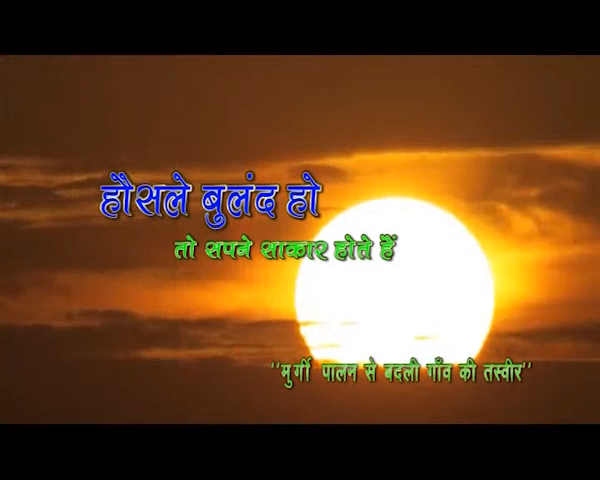 हौसले बुलंद हो
तो सपने साकार होते हैं
"मुर्गी पालन से बदली गाँव की तस्वीर"